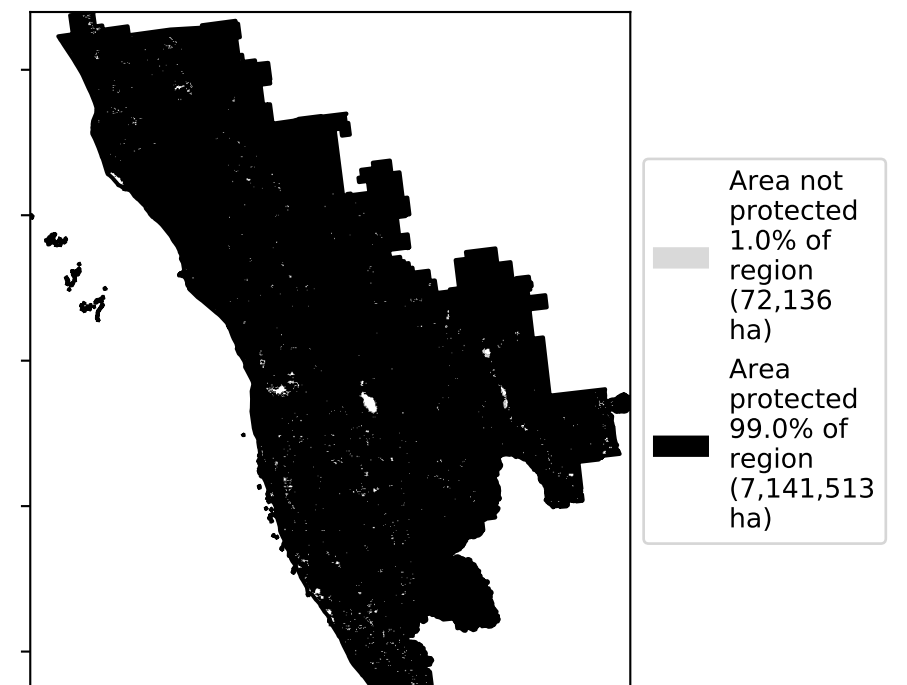 Area not
protected
1.0% of
region
(72,136
ha)
Area
protected
99.0% of
region
(7,141,513
ha)